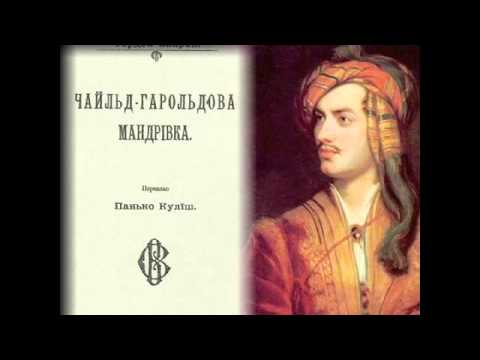 ЧАЙЛЬД-ГАРОЛЬДОВА
МАНДРІВКА.
Переклав
Панько Куліш.